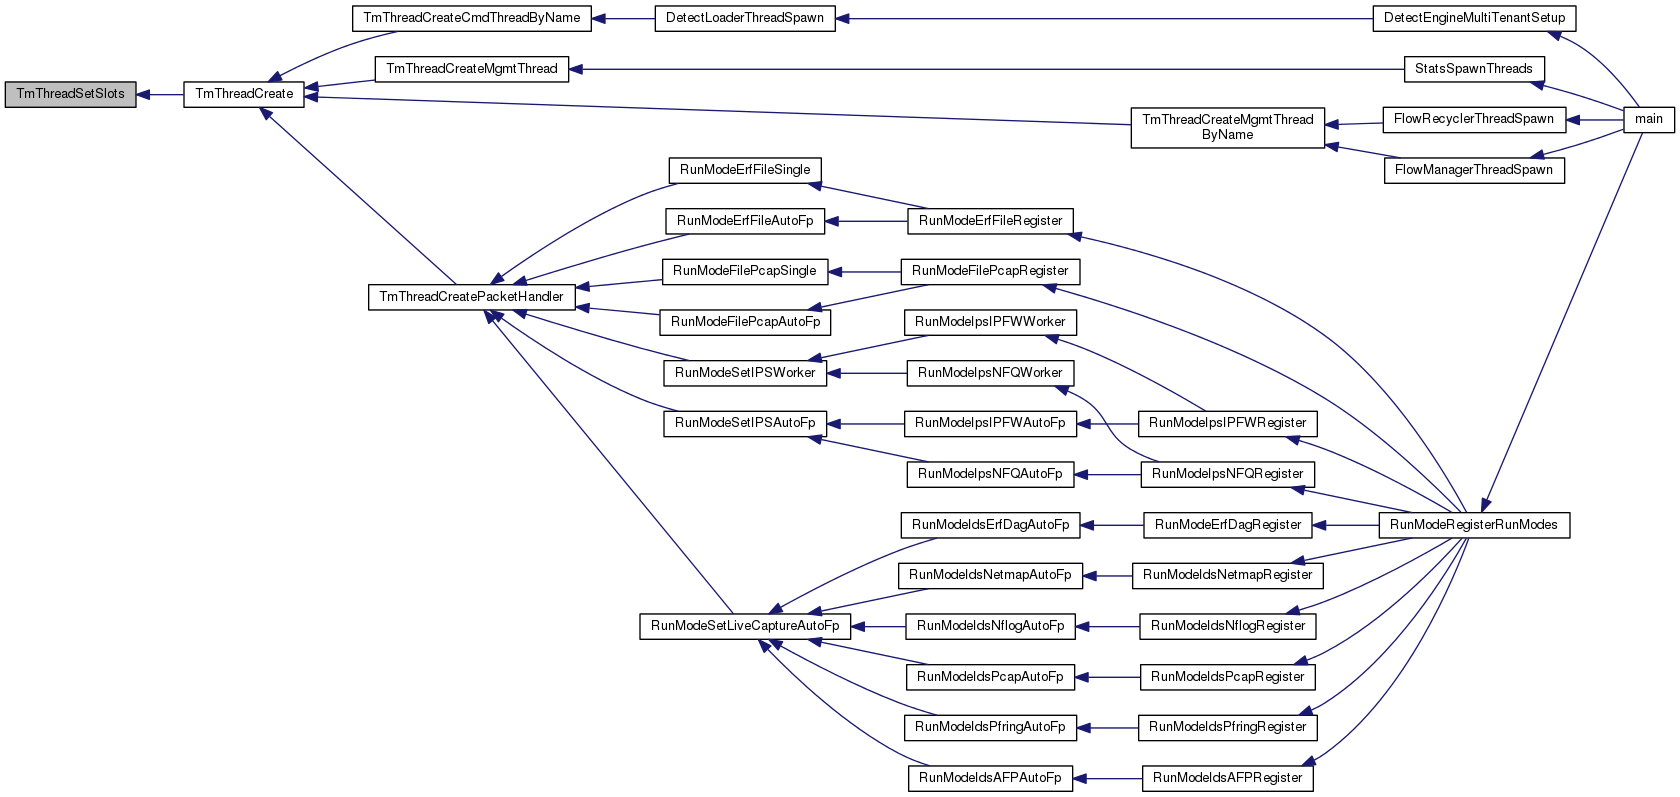 TmThreadCreateCmdThreadByName
DetectLoaderThreadSpawn
DetectEngineMultiTenantSetup
TmThreadCreateMgmtThread
StatsSpawnThreads
TmThreadSetSlots
TmThreadCreate
TmThreadCreateMgmtThread
ByName
FlowRecyclerThreadSpawn
main
FlowManagerThreadSpawn
RunModeErfFileSingle
RunModeErfFileAutoFp
RunModeErfFileRegister
RunModeFilePcapSingle
RunModeFilePcapRegister
TmThreadCreatePacketHandler
RunModeFilePcapAutoFp
RunModeIpsIPFWWorker
RunModeSetIPSWorker
RunModeIpsNFQWorker
RunModeSetIPSAutoFp
RunModeIpsIPFWAutoFp
RunModeIpsIPFWRegister
RunModeIpsNFQAutoFp
RunModeIpsNFQRegister
RunModeIdsErfDagAutoFp
RunModeErfDagRegister
RunModeRegisterRunModes
RunModeIdsNetmapAutoFp
RunModeIdsNetmapRegister
RunModeSetLiveCaptureAutoFp
RunModeIdsNflogAutoFp
RunModeIdsNflogRegister
RunModeIdsPcapAutoFp
RunModeIdsPcapRegister
RunModeIdsPfringAutoFp
RunModeIdsPfringRegister
RunModeIdsAFPAutoFp
RunModeIdsAFPRegister